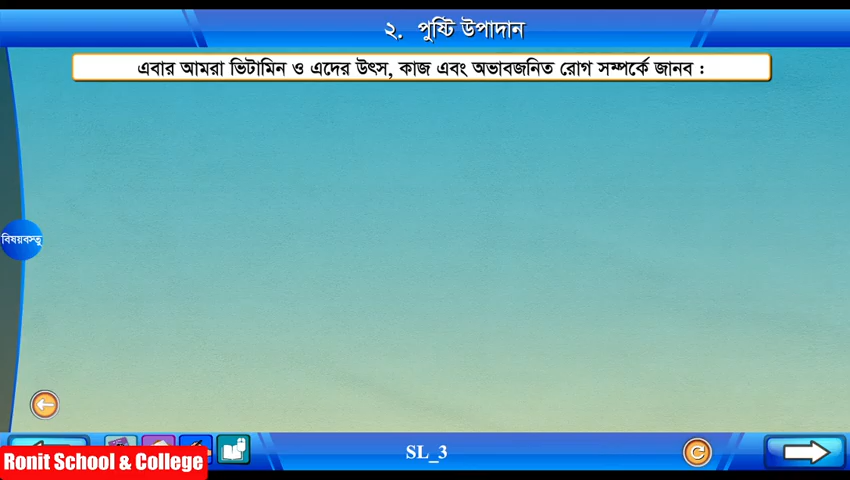 ২. পুষ্টি উপাদান
এবার আমরা ভিটামিন ও এদের উৎস, কাজ এবং অভাবজনিত রোগ সম্পর্কে জানব :
বিষয়বস্তু
SL_3
Ronit School & College